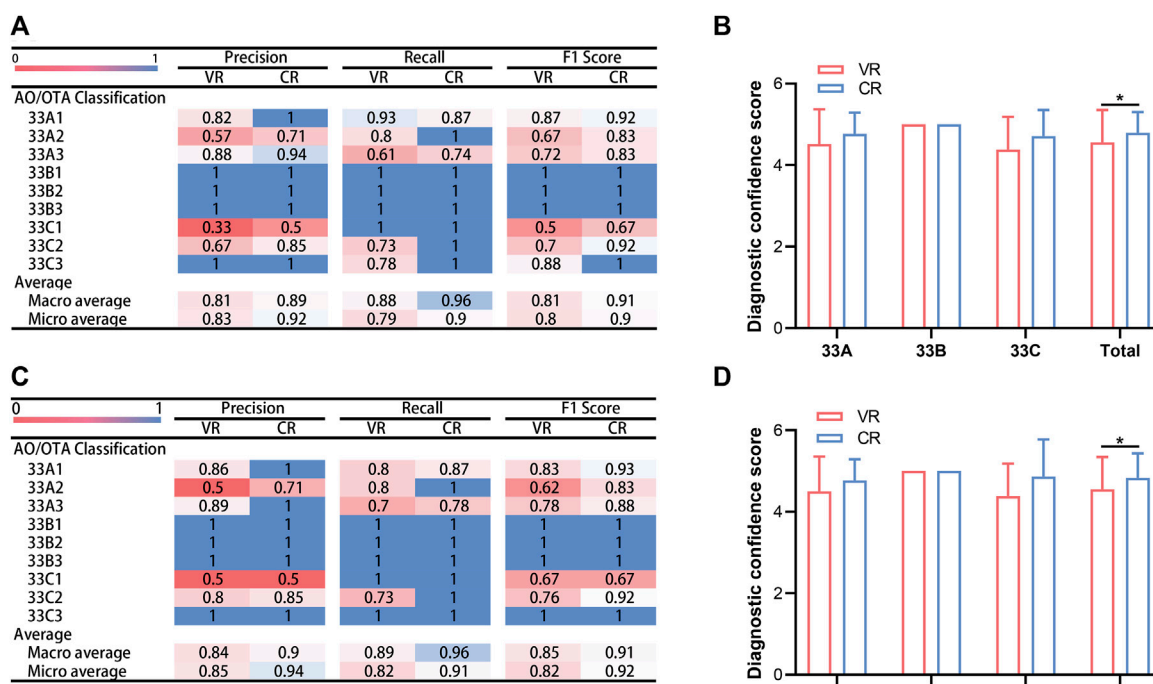 A
0 1 Precision Recall F1 Score
VR CR VR CR VR CR
AO/OTA Classification
33A1 0.82 1 0.93 0.87 0.87 0.92
33A2 0.57 0.71 0.8 1 0.67 0.83
33A3 0.88 0.94 0.61 0.74 0.72 0.83
33B1 1 1 1 1 1 1
33B2 1 1 1 1 1 1
33B3 1 1 1 1 1 1
33C1 0.33 0.5 1 1 0.5 0.67
33C2 0.67 0.85 0.73 1 0.7 0.92
33C3 1 1 0.78 1 0.88 1
Average
Macro average 0.81 0.89 0.88 0.96 0.81 0.91
Micro average 0.83 0.92 0.79 0.9 0.8 0.9
B
VR
CR
Diagnostic confidence score
6
4
2
0
*
33A 33B 33C Total
C
0 1 Precision Recall F1 Score
VR CR VR CR VR CR
AO/OTA Classification
33A1 0.86 1 0.8 0.87 0.83 0.93
33A2 0.5 0.71 0.8 1 0.62 0.83
33A3 0.89 1 0.7 0.78 0.78 0.88
33B1 1 1 1 1 1 1
33B2 1 1 1 1 1 1
33B3 1 1 1 1 1 1
33C1 0.5 0.5 1 1 0.67 0.67
33C2 0.8 0.85 0.73 1 0.76 0.92
33C3 1 1 1 1 1 1
Average
Macro average 0.84 0.9 0.89 0.96 0.85 0.91
Micro average 0.85 0.94 0.82 0.91 0.82 0.92
D
VR
CR
Diagnostic confidence score
6
4
2
0
*